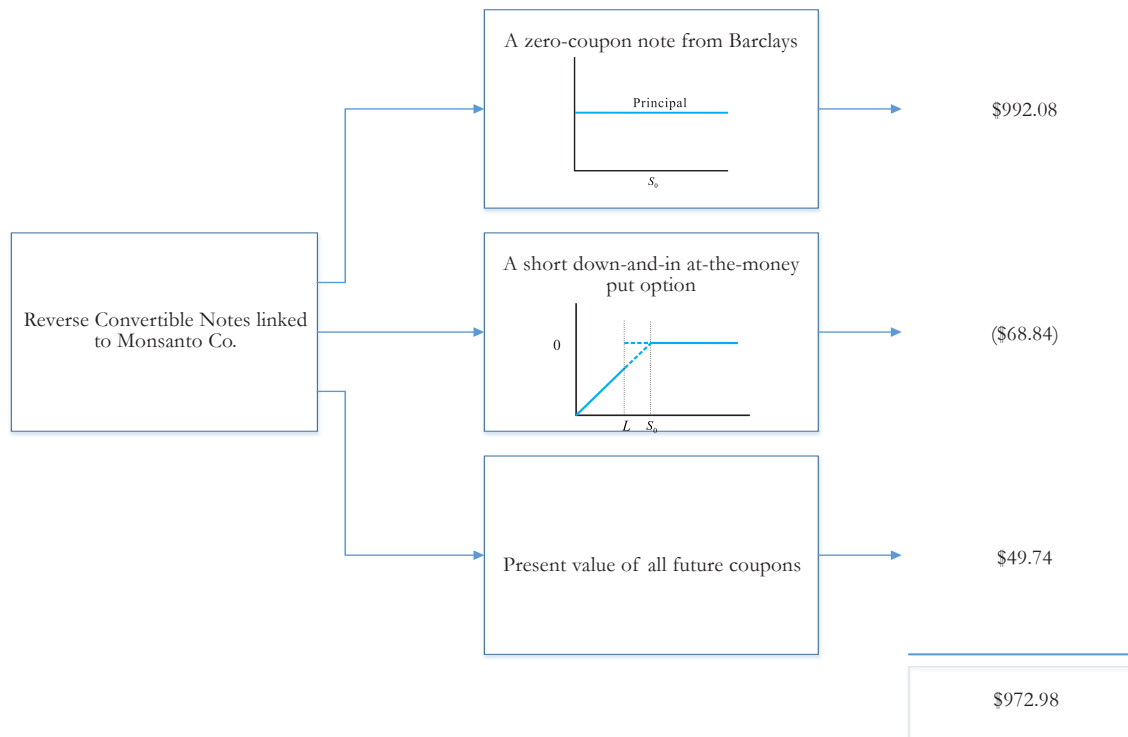 A zero-coupon note from Barclays
Principal
S₀
$992.08
Reverse Convertible Notes linked
to Monsanto Co.
A short down-and-in at-the-money
put option
0
L S₀
($68.84)
Present value of all future coupons
$49.74
$972.98